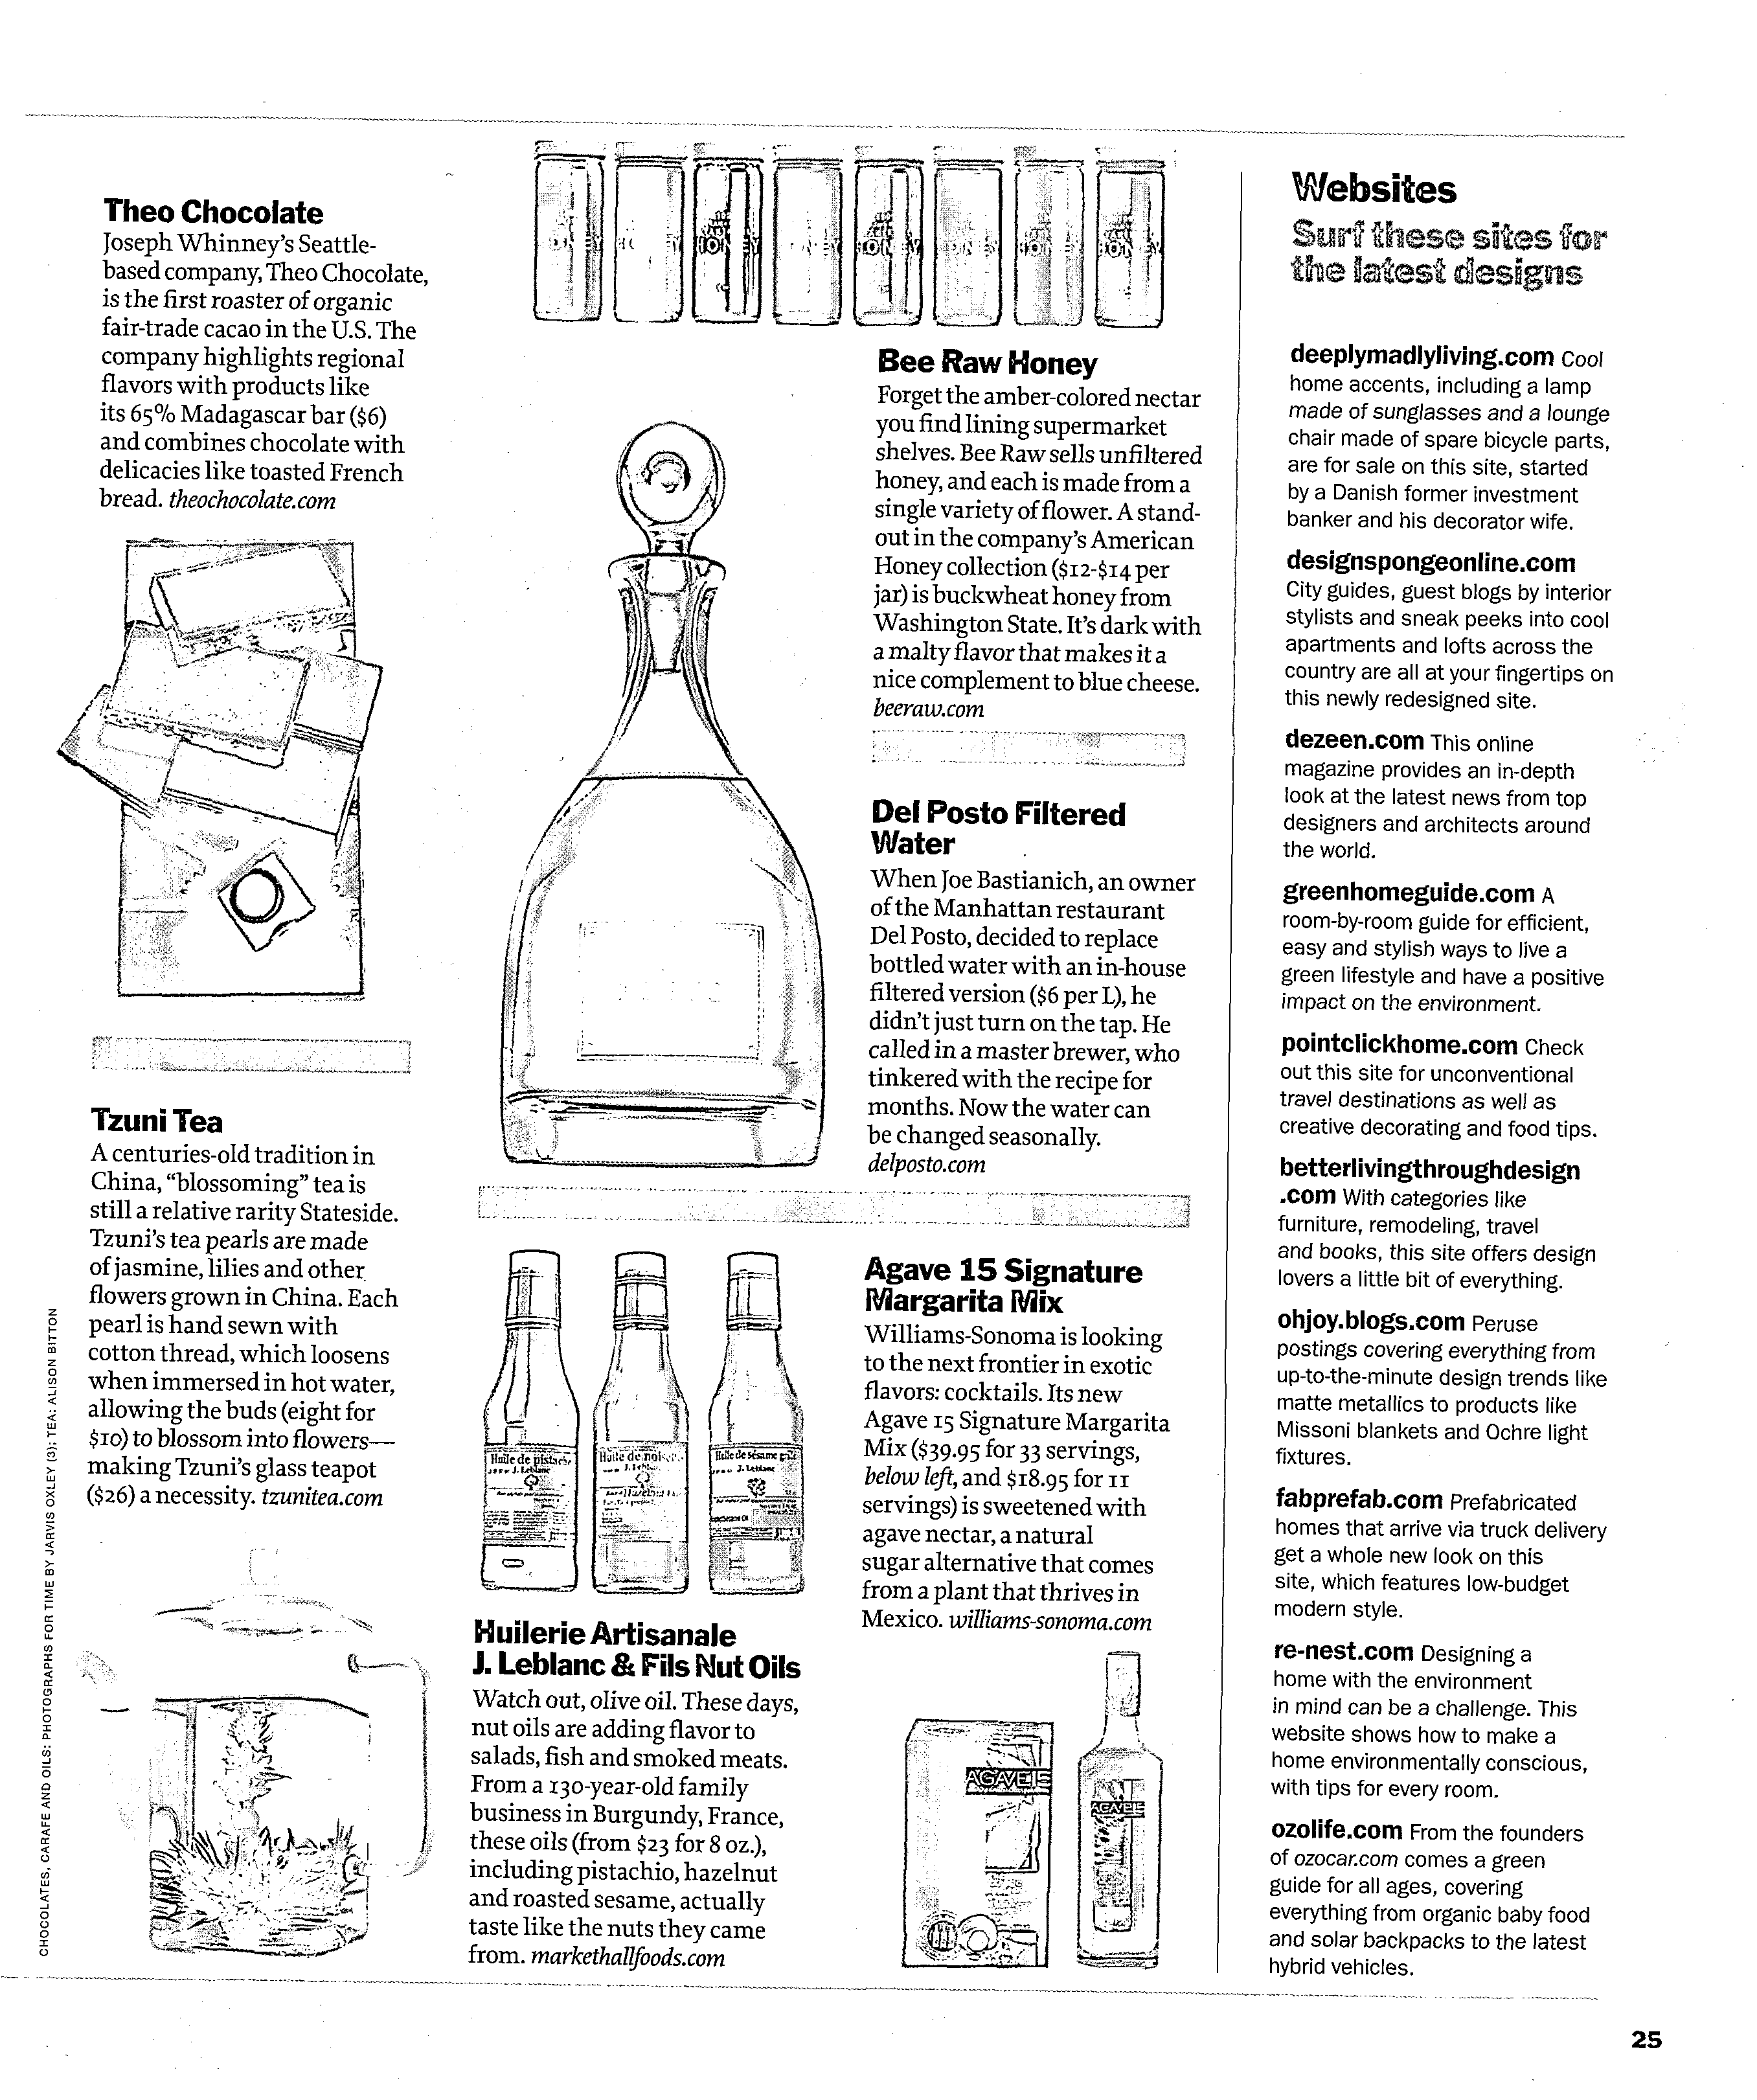 Theo Chocolate
Joseph Whinney's Seattle-
based company, Theo Chocolate,
is the first roaster of organic
fair-trade cacao in the U.S. The
company highlights regional
flavors with products like
its 65% Madagascar bar ($6)
and combines chocolate with
delicacies like toasted French
bread. theochocolate.com
Tzuni Tea
A centuries-old tradition in
China, “blossoming” tea is
still a relative rarity Stateside.
Tzuni's tea pearls are made
of jasmine, lilies and other
flowers grown in China. Each
pearl is hand sewn with
cotton thread, which loosens
when immersed in hot water,
allowing the buds (eight for
$10) to blossom into flowers—
making Tzuni's glass teapot
($26) a necessity. tzunitea.com
CHOCOLATES, CARAFE AND OILS: PHOTOGRAPHS FOR TIME BY JARVIS OXLEY (3); TEA: ALISON BITTON
Huile de pistache
J. Leblanc
Huile de noise
J. Leblanc
Huile de sésame
J. Leblanc
Huilerie Artisanale
J. Leblanc & Fils Nut Oils
Watch out, olive oil. These days,
nut oils are adding flavor to
salads, fish and smoked meats.
From a 130-year-old family
business in Burgundy, France,
these oils (from $23 for 8 oz.),
including pistachio, hazelnut
and roasted sesame, actually
taste like the nuts they came
from. markethallfoods.com
HONEY
Bee Raw Honey
Forget the amber-colored nectar
you find lining supermarket
shelves. Bee Raw sells unfiltered
honey, and each is made from a
single variety of flower. A stand-
out in the company's American
Honey collection ($12-$14 per
jar) is buckwheat honey from
Washington State. It's dark with
a malty flavor that makes it a
nice complement to blue cheese.
beeraw.com
Del Posto Filtered
Water
When Joe Bastianich, an owner
of the Manhattan restaurant
Del Posto, decided to replace
bottled water with an in-house
filtered version ($6 per L), he
didn't just turn on the tap. He
called in a master brewer, who
tinkered with the recipe for
months. Now the water can
be changed seasonally.
delposto.com
Agave 15 Signature
Margarita Mix
Williams-Sonoma is looking
to the next frontier in exotic
flavors: cocktails. Its new
Agave 15 Signature Margarita
Mix ($39.95 for 33 servings,
below left, and $18.95 for 11
servings) is sweetened with
agave nectar, a natural
sugar alternative that comes
from a plant that thrives in
Mexico. williams-sonoma.com
AGAVE15
AGAVE15
Websites
Surf these sites for
the latest designs
deeplymadlyliving.com Cool
home accents, including a lamp
made of sunglasses and a lounge
chair made of spare bicycle parts,
are for sale on this site, started
by a Danish former investment
banker and his decorator wife.
designspongeonline.com
City guides, guest blogs by interior
stylists and sneak peeks into cool
apartments and lofts across the
country are all at your fingertips on
this newly redesigned site.
dezeen.com This online
magazine provides an in-depth
look at the latest news from top
designers and architects around
the world.
greenhomeguide.com A
room-by-room guide for efficient,
easy and stylish ways to live a
green lifestyle and have a positive
impact on the environment.
pointclickhome.com Check
out this site for unconventional
travel destinations as well as
creative decorating and food tips.
betterlivingthroughdesign
.com With categories like
furniture, remodeling, travel
and books, this site offers design
lovers a little bit of everything.
ohjoy.blogs.com Peruse
postings covering everything from
up-to-the-minute design trends like
matte metallics to products like
Missoni blankets and Ochre light
fixtures.
fabprefab.com Prefabricated
homes that arrive via truck delivery
get a whole new look on this
site, which features low-budget
modern style.
re-nest.com Designing a
home with the environment
in mind can be a challenge. This
website shows how to make a
home environmentally conscious,
with tips for every room.
ozolife.com From the founders
of ozocar.com comes a green
guide for all ages, covering
everything from organic baby food
and solar backpacks to the latest
hybrid vehicles.
25